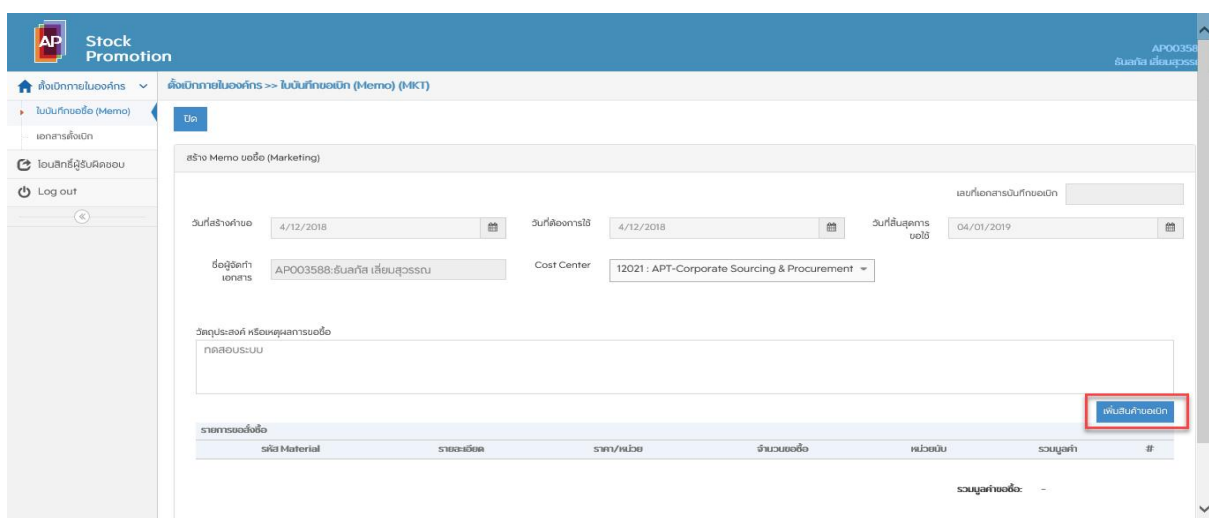 AP
Stock
Promotion
AP00358
ธันลภัส เลี่ยมสุวรร
ตั้งเบิกภายในองค์กร
ตั้งเบิกภายในองค์กร >> ใบบันทึกขอเบิก (Memo) (MKT)
ใบบันทึกขอซื้อ (Memo)
ปิด
เอกสารตั้งเบิก
สร้าง Memo ขอซื้อ (Marketing)
โอนสิทธิ์ผู้รับผิดชอบ
Log out
เลขที่เอกสารบันทึกขอเบิก
วันที่สร้างคำขอ 4/12/2018 วันที่ต้องการใช้ 4/12/2018 วันที่สิ้นสุดการ 04/01/2019
ขอใช้
ชื่อผู้จัดทำ AP003588:ธันลภัส เลี่ยมสุวรรณ Cost Center 12021 : APT-Corporate Sourcing & Procurement
เอกสาร
วัตถุประสงค์ หรือเหตุผลการขอซื้อ
ทดสอบระบบ
เพิ่มสินค้าขอเบิก
รายการขอสั่งซื้อ
รหัส Material รายละเอียด ราคา/หน่วย จำนวนขอซื้อ หน่วยนับ รวมมูลค่า #
รวมมูลค่าขอซื้อ: -